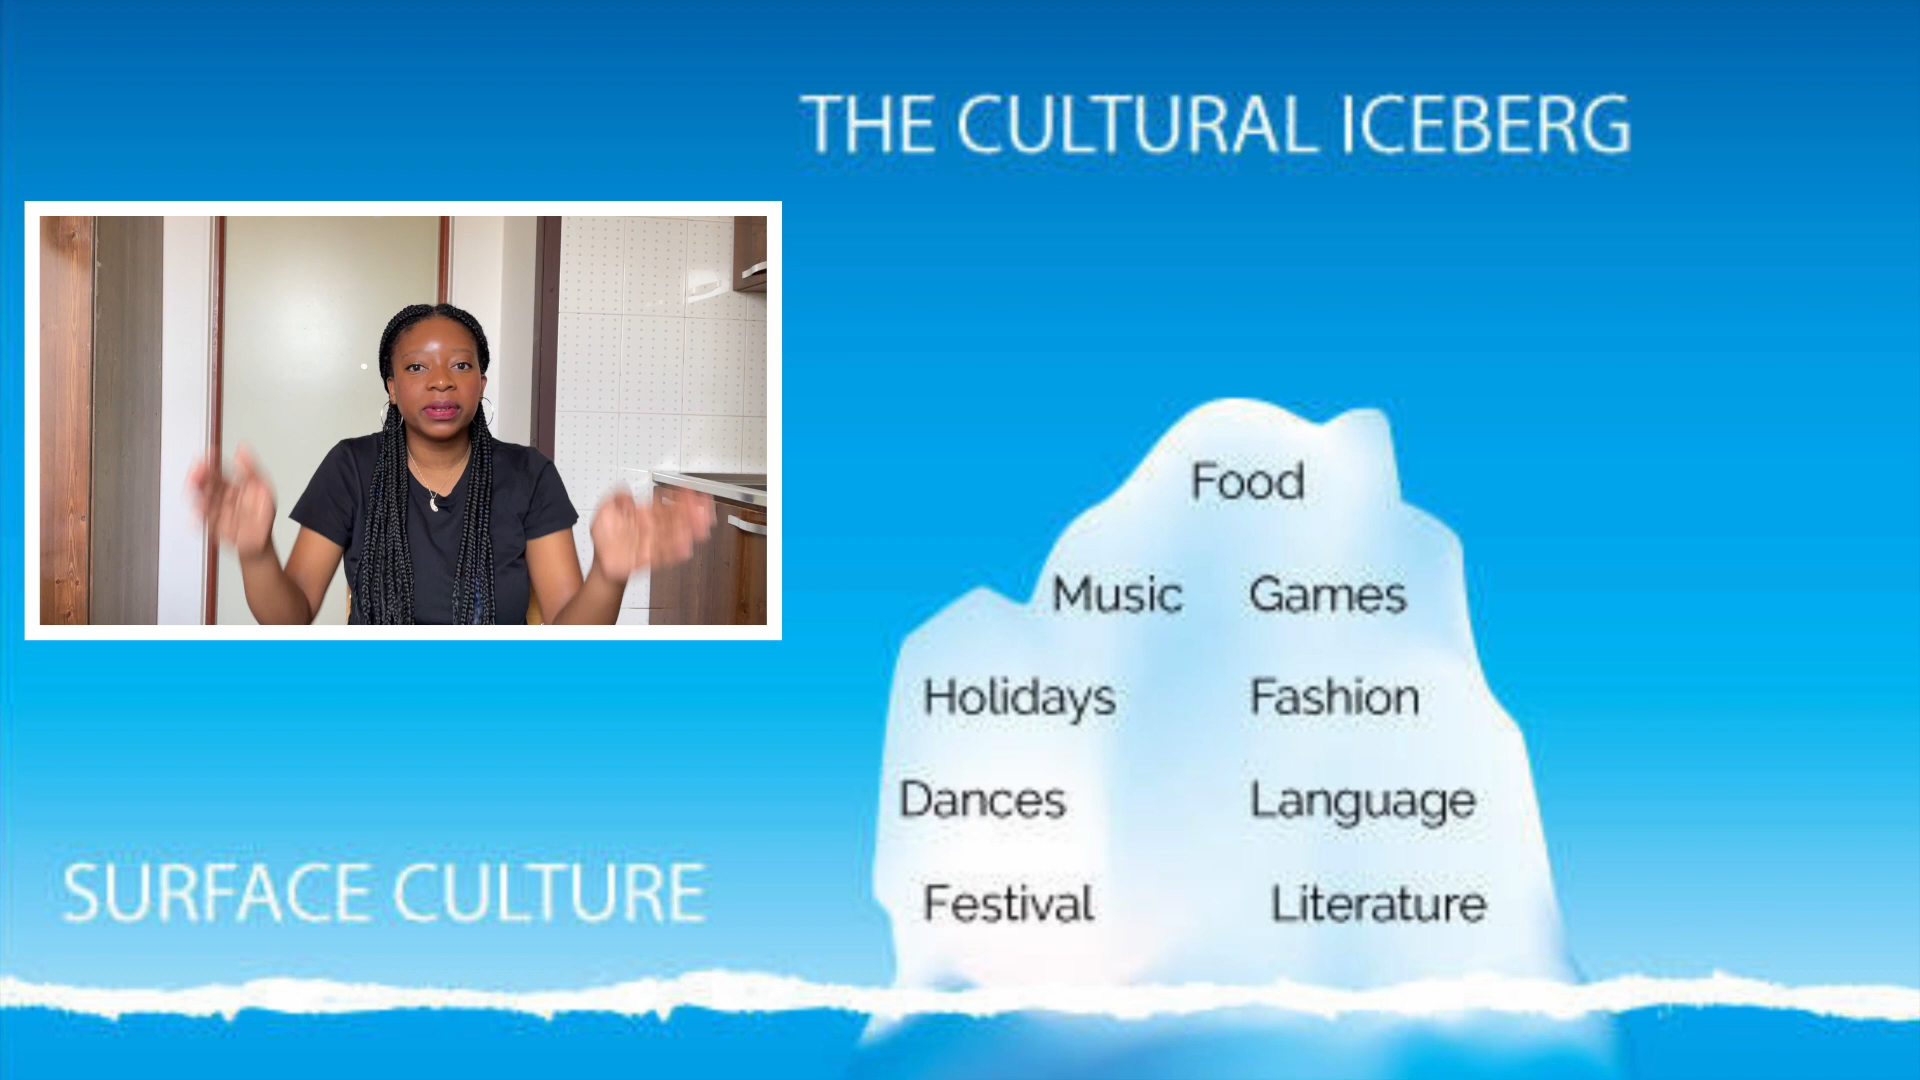 THE CULTURAL ICEBERG
Food
Music Games
Holidays Fashion
Dances Language
SURFACE CULTURE
Festival Literature